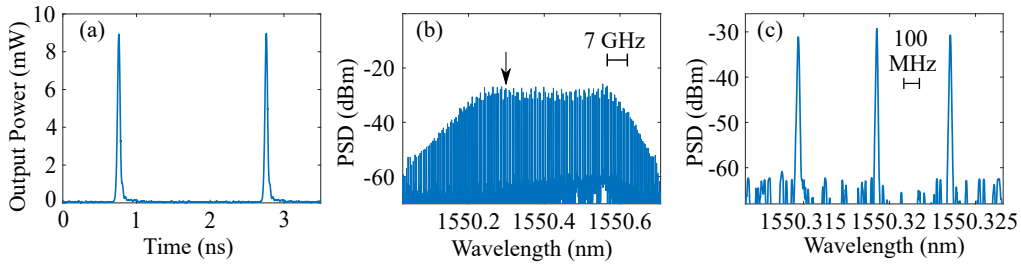 (a)
Output Power (mW)
10
8
6
4
2
0
0
1
2
3
Time (ns)
(b)
7 GHz
PSD (dBm)
-20
-40
-60
1550.2
1550.4
1550.6
Wavelength (nm)
(c)
100
MHz
PSD (dBm)
-30
-40
-50
-60
1550.315
1550.32
1550.325
Wavelength (nm)